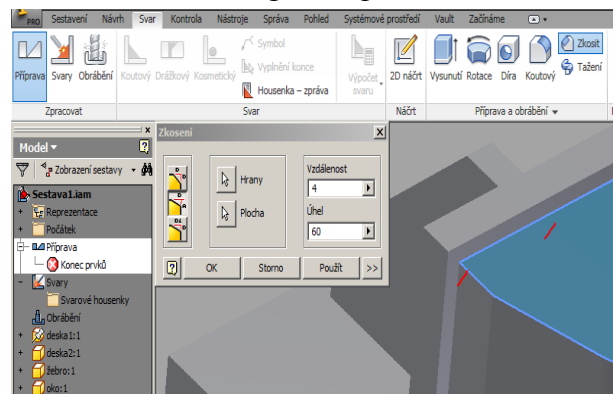 PRO Sestavení Návrh Svar Kontrola Nástroje Správa Pohled Systémové prostředí Vault Začínáme
Příprava Svary Obrábění Koutový Drážkový Kosmetický Symbol Vyplnění konce Housenka – zpráva Výpočet svaru 2D náčrt Vysunutí Rotace Díra Koutový Zkosit Tažení
Zpracovat Svar Náčrt Příprava a obrábění
Model
Zobrazení sestavy
Sestava1.iam
Reprezentace
Počátek
Příprava
Konec prvků
Svary
Svarové housenky
Obrábění
deska1:1
deska2:1
žebro:1
oko:1
Zkosení
Hrany
Plocha
Vzdálenost
4
Úhel
60
OK Storno Použít >>